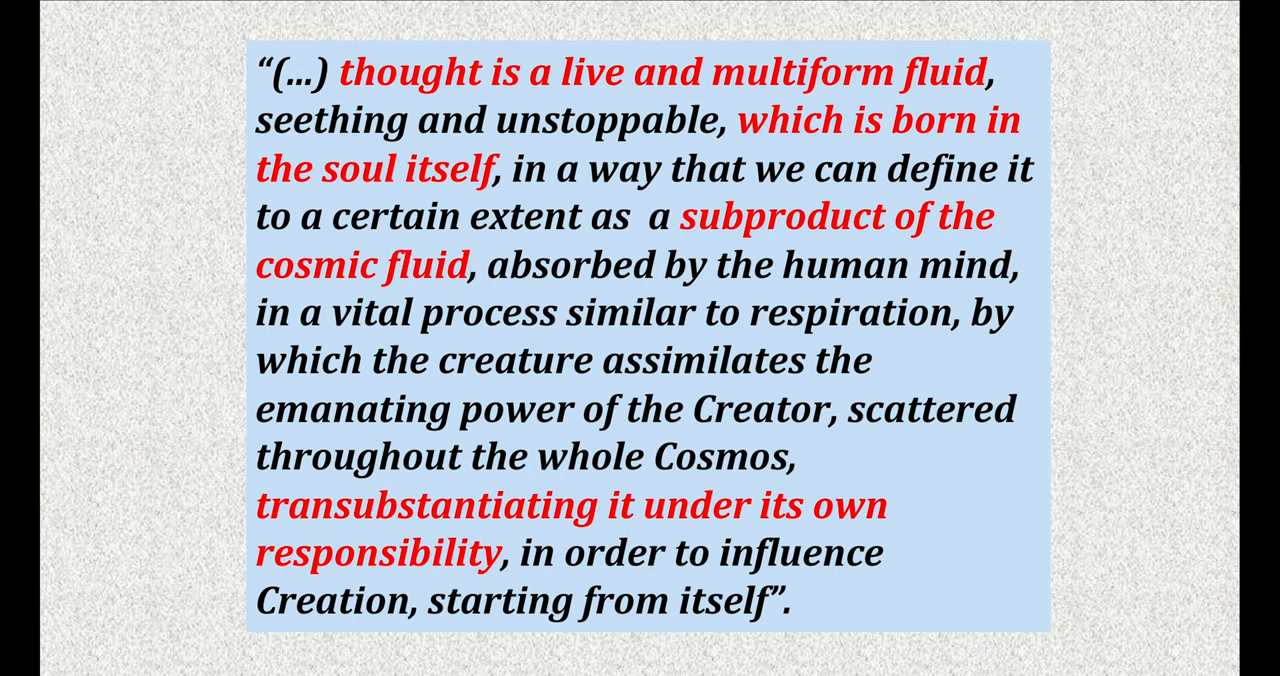 “(...) thought is a live and multiform fluid,
seething and unstoppable, which is born in
the soul itself, in a way that we can define it
to a certain extent as  a subproduct of the
cosmic fluid, absorbed by the human mind,
in a vital process similar to respiration, by
which the creature assimilates the
emanating power of the Creator, scattered
throughout the whole Cosmos,
transubstantiating it under its own
responsibility, in order to influence
Creation, starting from itself”.